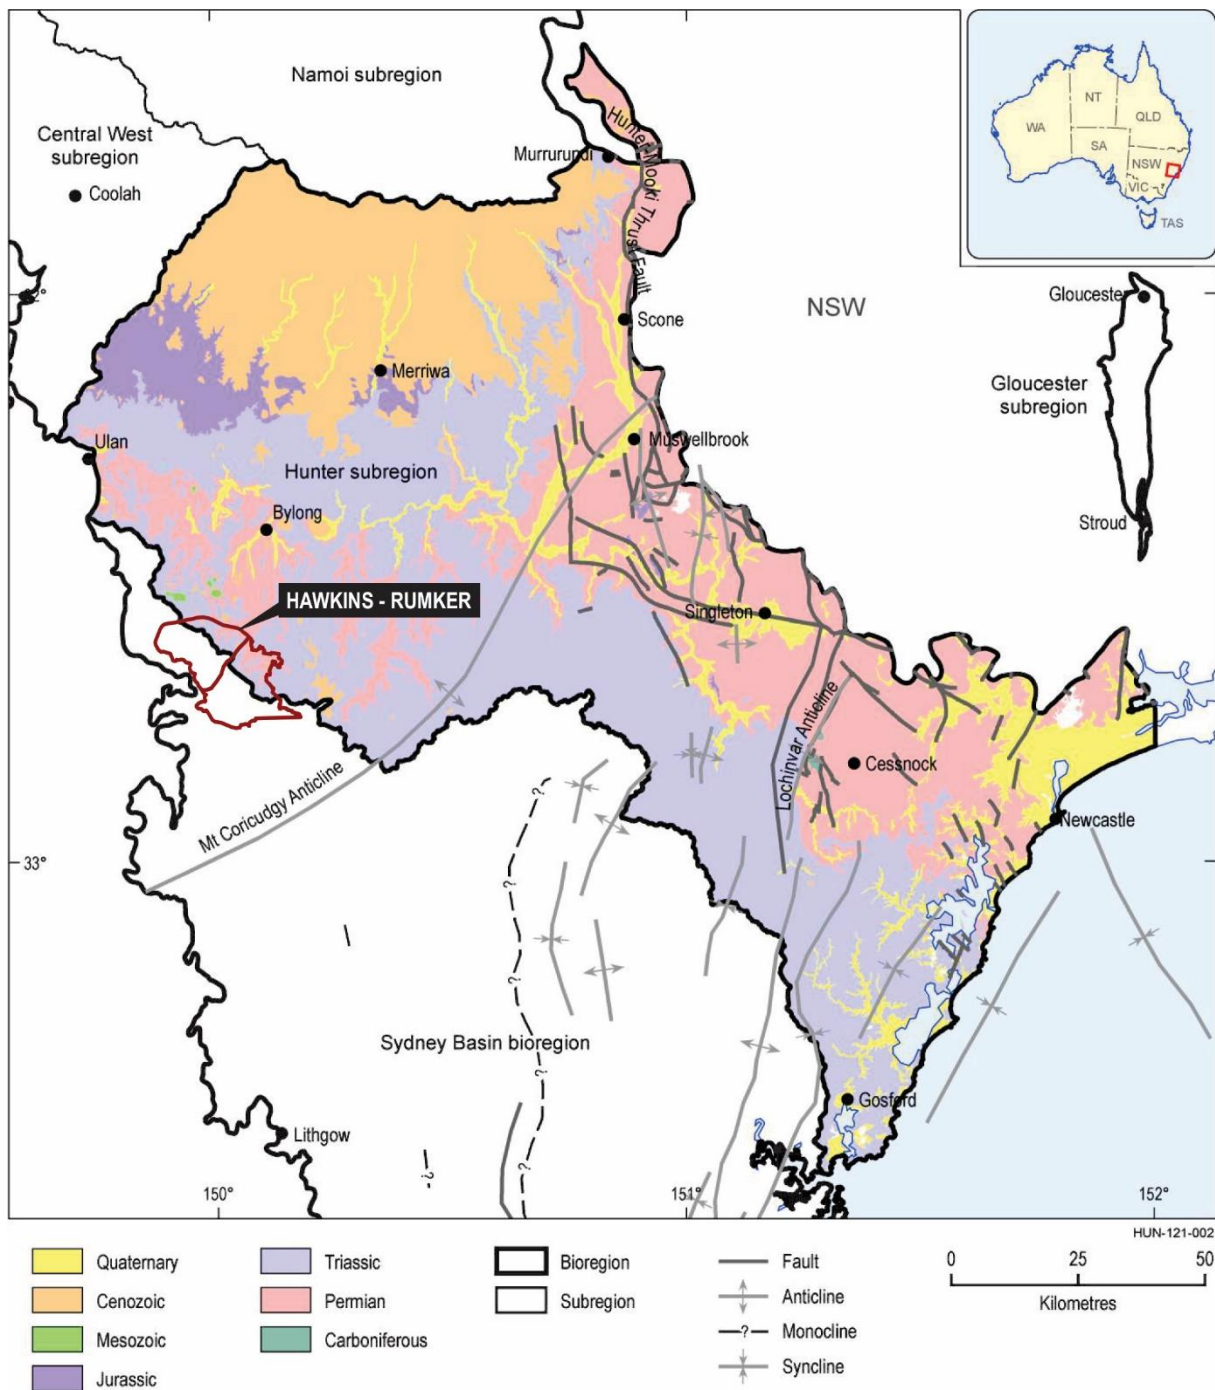 Namoi subregion
Central West
subregion
Coolah
Murrurundi
Hunter-Mooki Thrust Fault
NT
WA
QLD
SA
NSW
VIC
TAS
NSW
Gloucester
Scone
Merriwa
Gloucester
subregion
Ulan
Muswellbrook
Hunter subregion
Bylong
Stroud
HAWKINS - RUMKER
Singleton
Lochinvar Anticline
Cessnock
Mt Coricudgy Anticline
?
Newcastle
33°
?
?
Sydney Basin bioregion
?
Gosford
Lithgow
?
?
150°
151°
152°
HUN-121-002
Quaternary
Cenozoic
Mesozoic
Jurassic
Triassic
Permian
Carboniferous
Bioregion
Subregion
Fault
Anticline
?
Monocline
Syncline
0 25 50
Kilometres